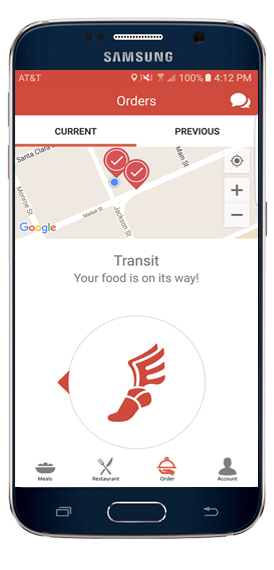 SAMSUNG
AT&T 100% 4:12 PM
Orders
CURRENT PREVIOUS
Santa Clara
Main St
Monroe St
Market St
Jackson St
Google
Transit
Your food is on its way!
Meals Restaurant Order Account